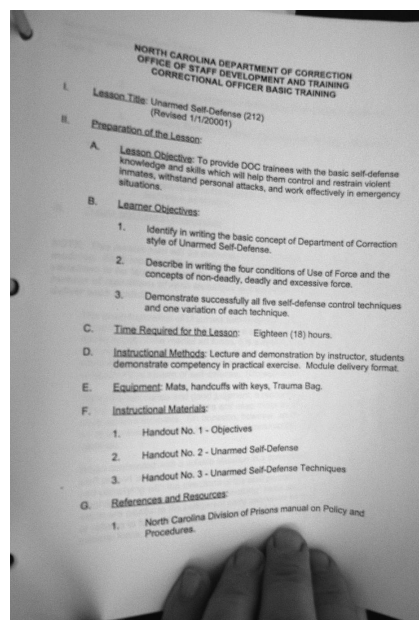 NORTH CAROLINA DEPARTMENT OF CORRECTION
OFFICE OF STAFF DEVELOPMENT AND TRAINING
CORRECTIONAL OFFICER BASIC TRAINING
I. Lesson Title: Unarmed Self-Defense (212)
(Revised 1/1/20001)
II. Preparation of the Lesson:
A. Lesson Objective: To provide DOC trainees with the basic self-defense
knowledge and skills which will help them control and restrain violent
inmates, withstand personal attacks, and work effectively in emergency
situations.
B. Learner Objectives:
1. Identify in writing the basic concept of Department of Correction
style of Unarmed Self-Defense.
2. Describe in writing the four conditions of Use of Force and the
concepts of non-deadly, deadly and excessive force.
3. Demonstrate successfully all five self-defense control techniques
and one variation of each technique.
C. Time Required for the Lesson: Eighteen (18) hours.
D. Instructional Methods: Lecture and demonstration by instructor, students
demonstrate competency in practical exercise. Module delivery format.
E. Equipment: Mats, handcuffs with keys, Trauma Bag.
F. Instructional Materials:
1. Handout No. 1 - Objectives
2. Handout No. 2 - Unarmed Self-Defense
3. Handout No. 3 - Unarmed Self-Defense Techniques
G. References and Resources:
1. North Carolina Division of Prisons manual on Policy and
Procedures.